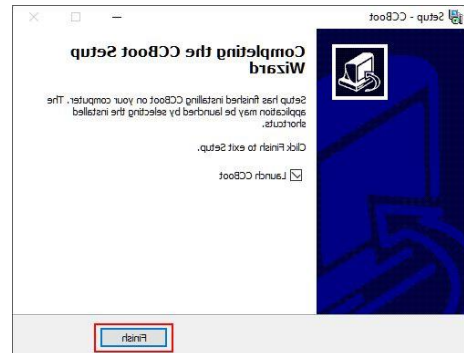 Setup - CCBoot
Completing the CCBoot Setup
Wizard
Setup has finished installing CCBoot on your computer. The
application may be launched by selecting the installed
shortcuts.
Click Finish to exit Setup.
Launch CCBoot
Finish